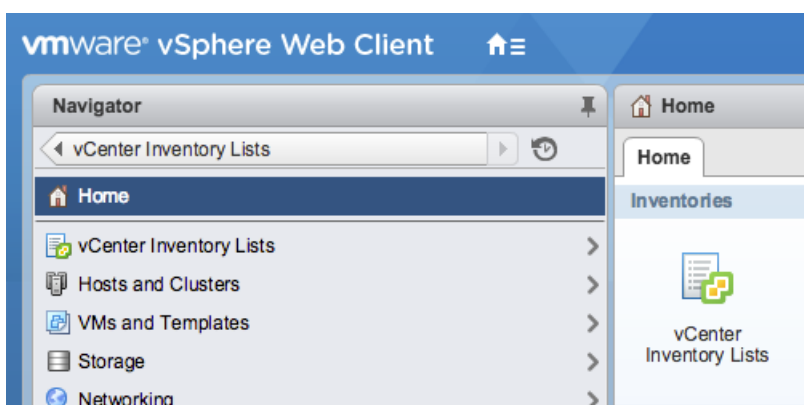 vmware® vSphere Web Client
Navigator
vCenter Inventory Lists
Home
vCenter Inventory Lists
Hosts and Clusters
VMs and Templates
Storage
Networking
Home
Home
Inventories
vCenter
Inventory Lists